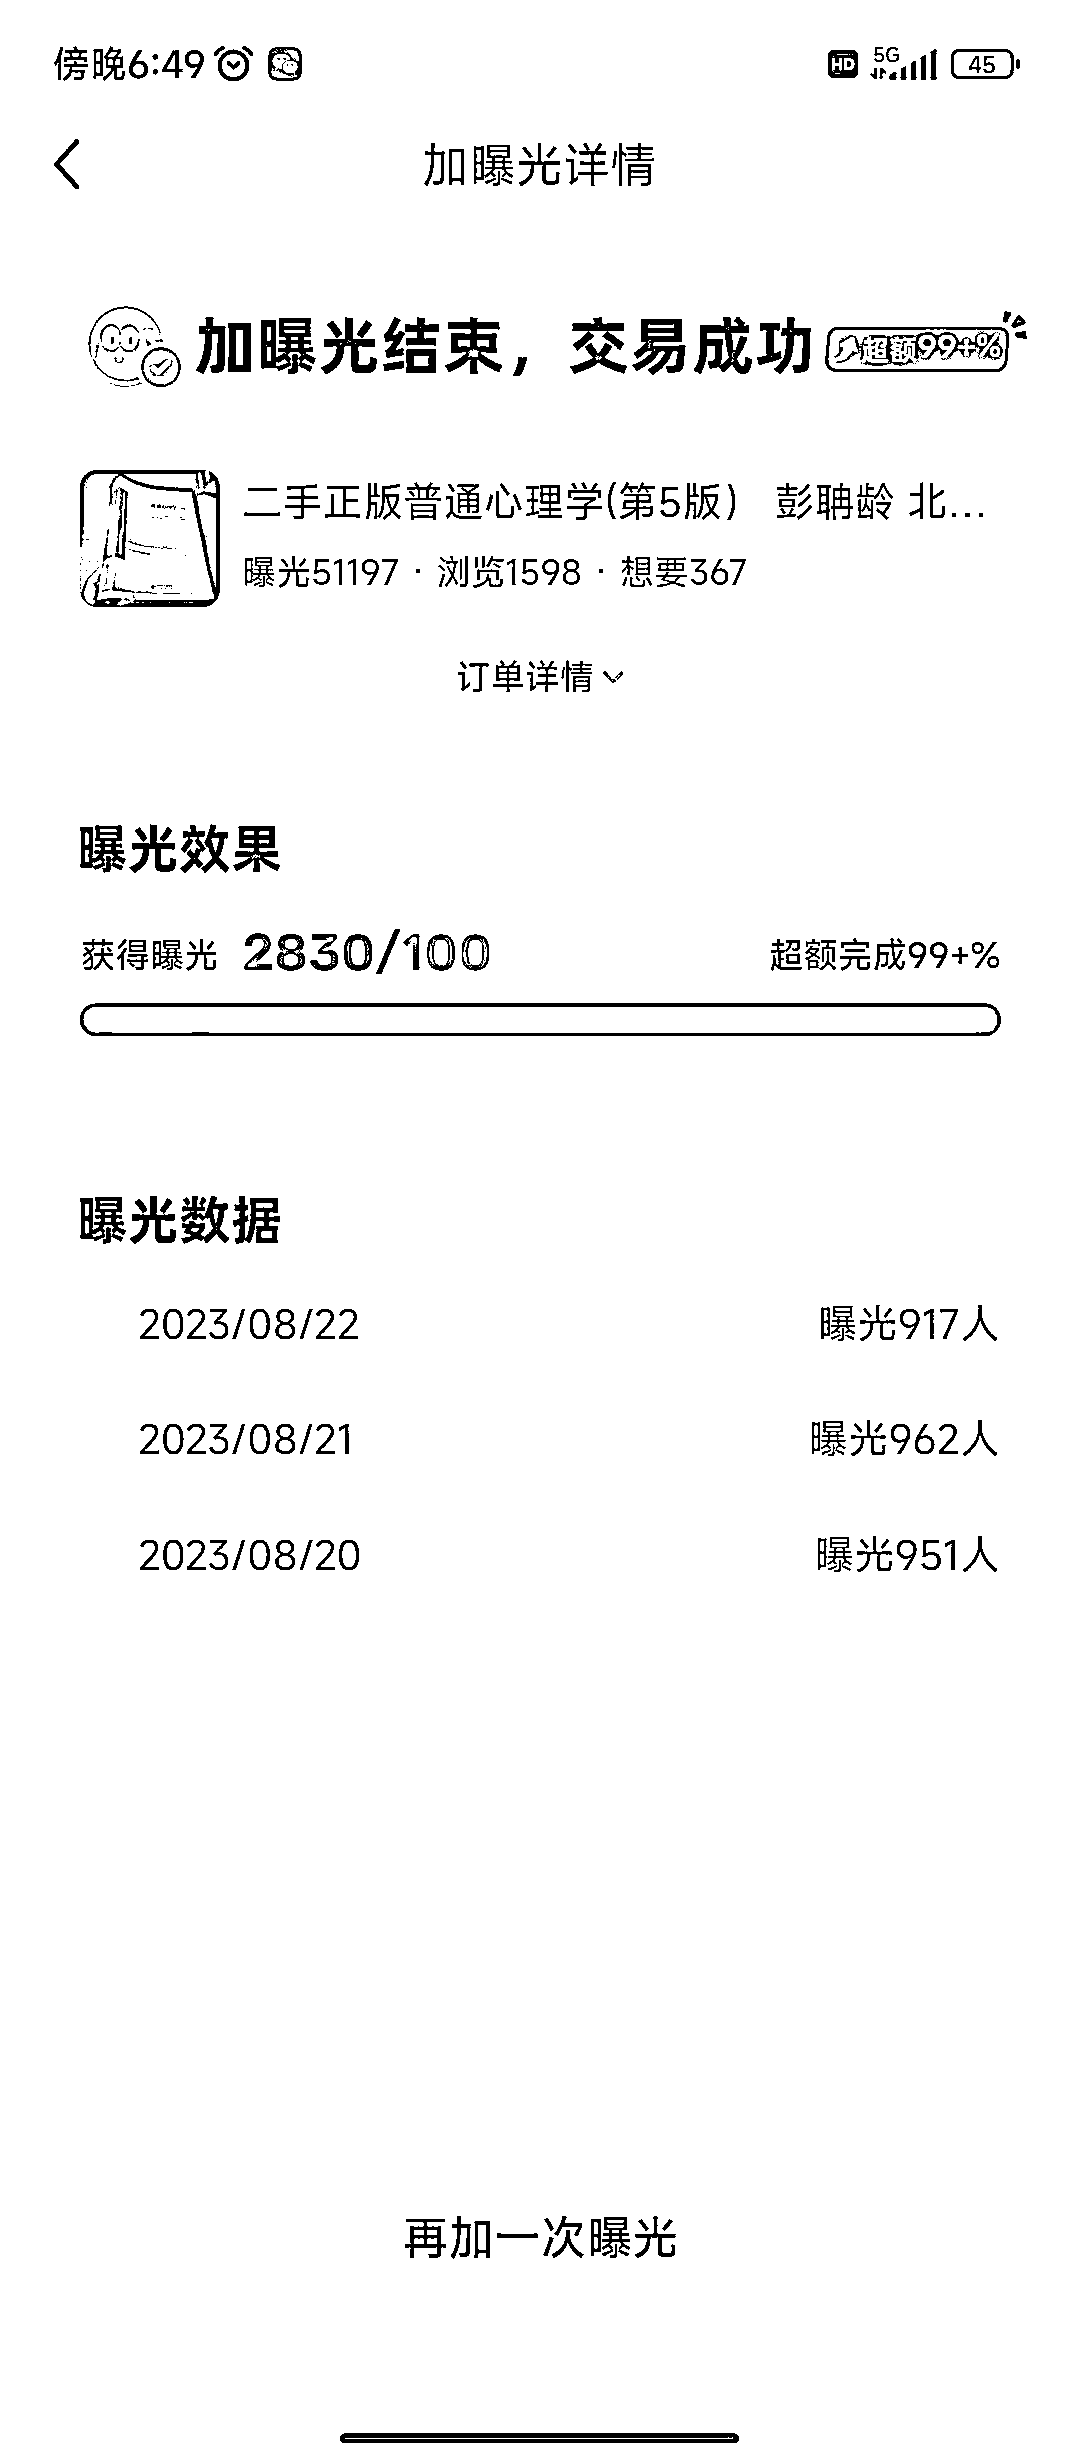 傍晚6:49 HD 5G 45
加曝光详情
加曝光结束，交易成功 超额99+%
二手正版普通心理学(第5版） 彭聃龄 北...
曝光51197 · 浏览1598 · 想要367
订单详情
曝光效果
获得曝光 2830/100 超额完成99+%
曝光数据
2023/08/22 曝光917人
2023/08/21 曝光962人
2023/08/20 曝光951人
再加一次曝光